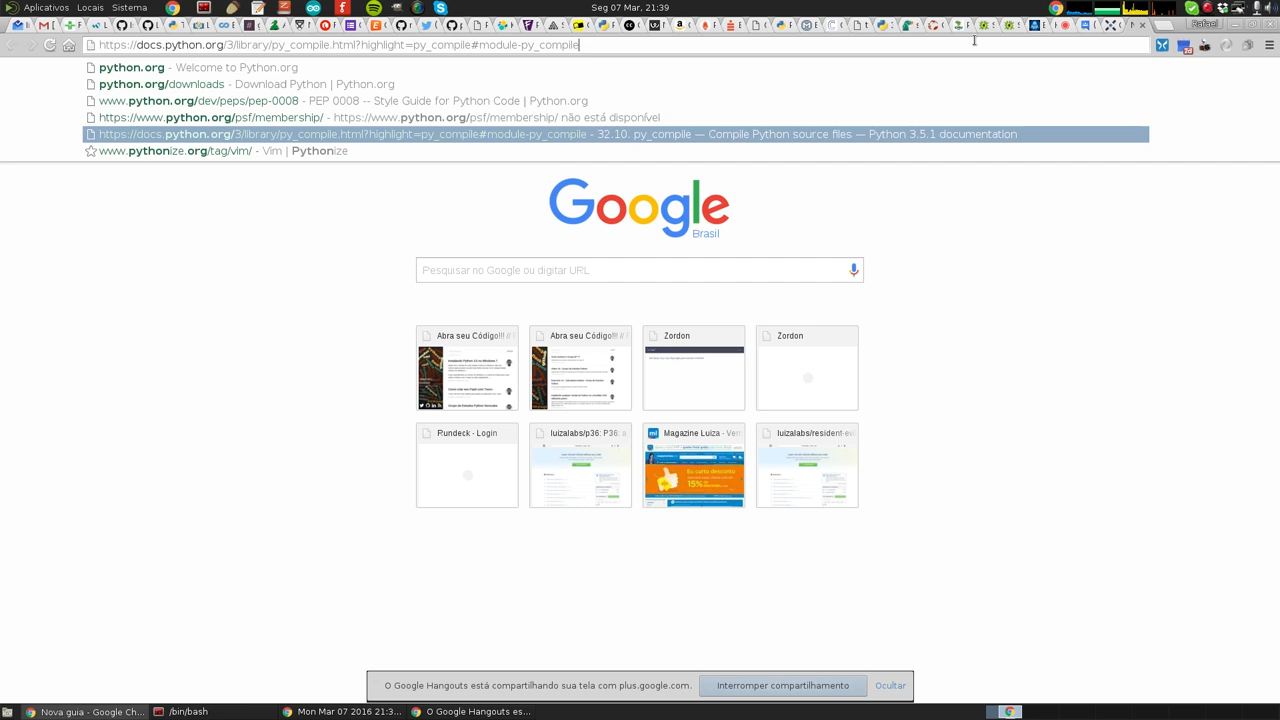 Aplicativos Locais Sistema Seg 07 Mar, 21:39
Rafael
https://docs.python.org/3/library/py_compile.html?highlight=py_compile#module-py_compile
python.org - Welcome to Python.org
python.org/downloads - Download Python | Python.org
www.python.org/dev/peps/pep-0008 - PEP 0008 -- Style Guide for Python Code | Python.org
https://www.python.org/psf/membership/ - https://www.python.org/psf/membership/ não está disponível
https://docs.python.org/3/library/py_compile.html?highlight=py_compile#module-py_compile - 32.10. py_compile — Compile Python source files — Python 3.5.1 documentation
www.pythonize.org/tag/vim/ - Vim | Pythonize
Google
Brasil
Pesquisar no Google ou digitar URL
Abra seu Código!!! // Abra seu Código!!! // Zordon Zordon
Rundeck - Login luizalabs/p36: P36: a Magazine Luiza - Ven luizalabs/resident-ev
O Google Hangouts está compartilhando sua tela com plus.google.com. Interromper compartilhamento Ocultar
Nova guia - Google Ch... /bin/bash Mon Mar 07 2016 21:3... O Google Hangouts es...